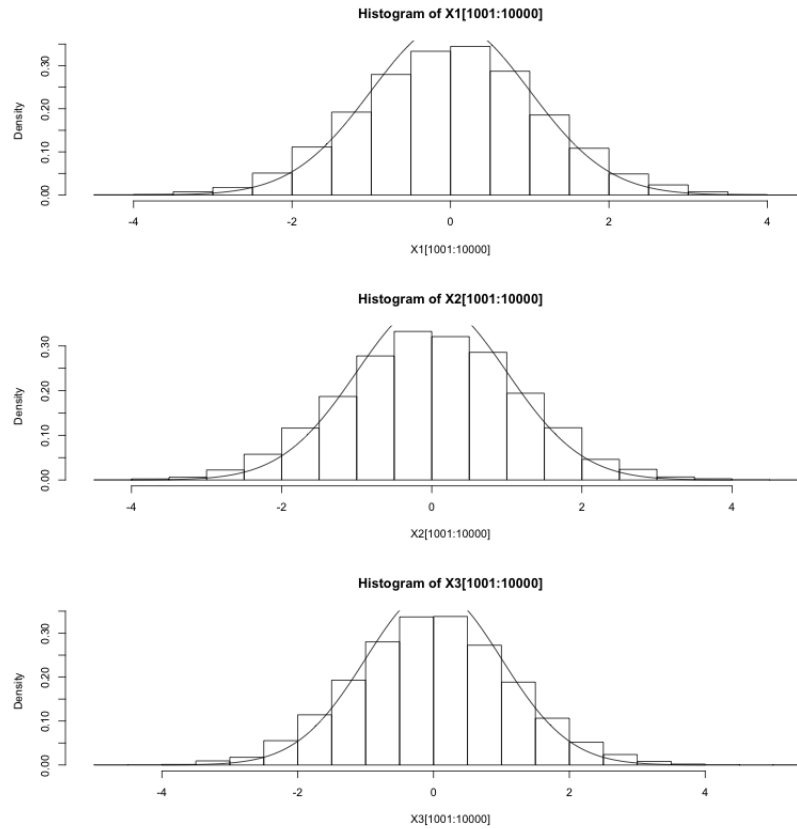 Histogram of X1[1001:10000]
0.30
0.20
0.10
0.00
Density
-4 -2 0 2 4
X1[1001:10000]
Histogram of X2[1001:10000]
0.30
0.20
0.10
0.00
Density
-4 -2 0 2 4
X2[1001:10000]
Histogram of X3[1001:10000]
0.30
0.20
0.10
0.00
Density
-4 -2 0 2 4
X3[1001:10000]